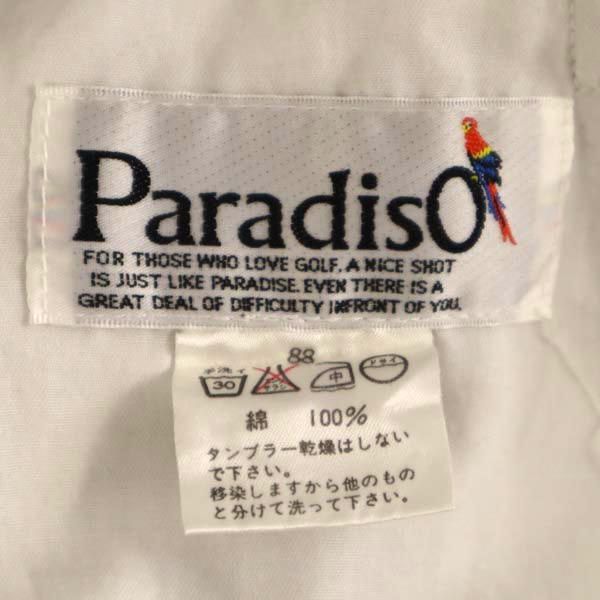 ParadisO
FOR THOSE WHO LOVE GOLF. A NICE SHOT
IS JUST LIKE PARADISE. EVEN THERE IS A
GREAT DEAL OF DIFFICULTY INFRONT OF YOU.
88
手洗イ
30 サラシ 中 ドライ
綿 100%
タンブラー乾燥はしない
で下さい。
移染しますから他のもの
と分けて洗って下さい。